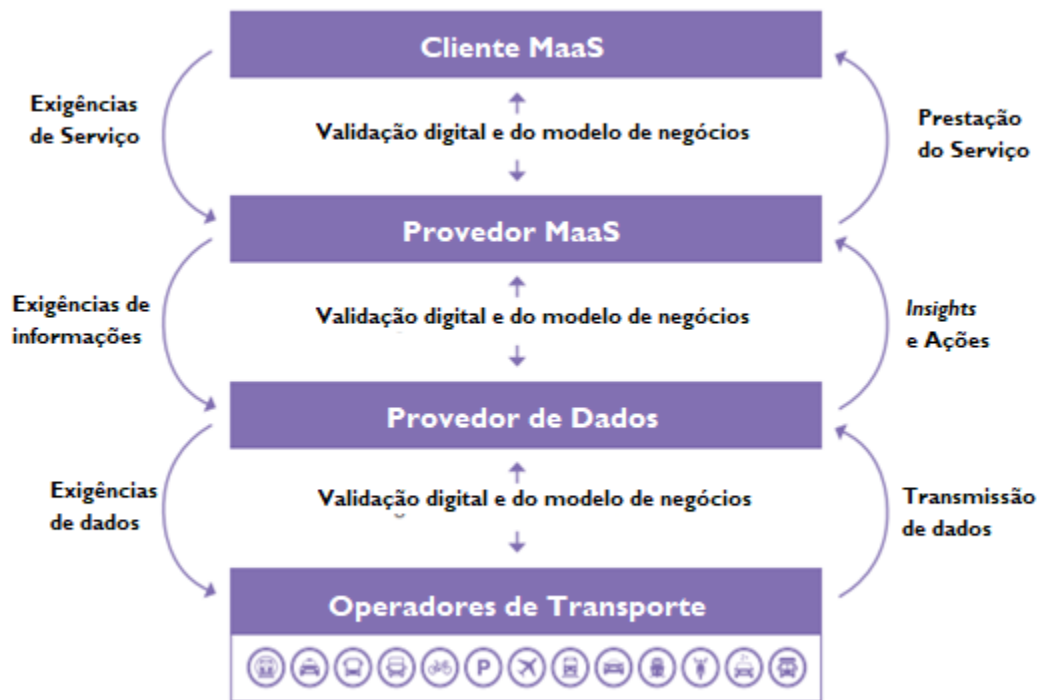 Cliente MaaS
Exigências
de Serviço
Validação digital e do modelo de negócios
Prestação
do Serviço
Provedor MaaS
Exigências de
informações
Validação digital e do modelo de negócios
Insights
e Ações
Provedor de Dados
Exigências
de dados
Validação digital e do modelo de negócios
Transmissão
de dados
Operadores de Transporte
P